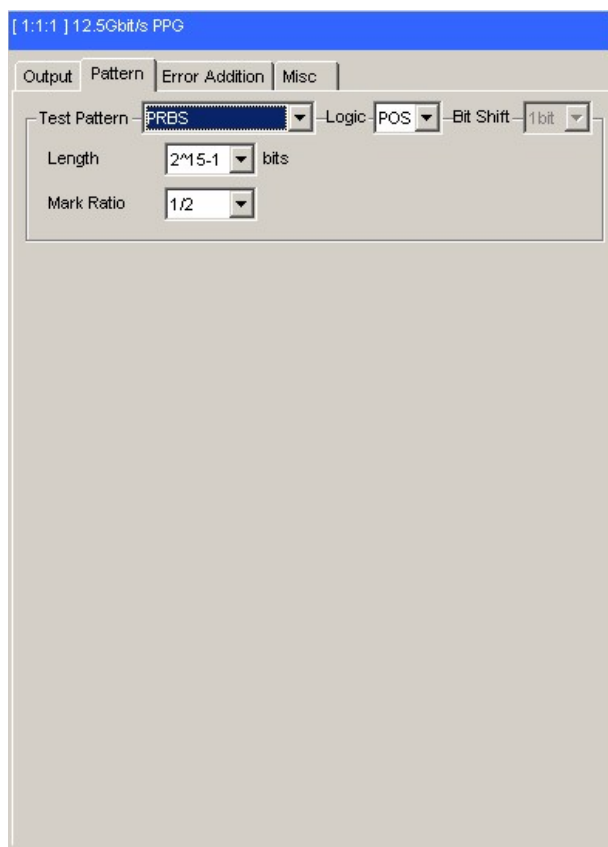 [ 1:1:1 ] 12.5Gbit/s PPG
Output Pattern Error Addition Misc
Test Pattern PRBS Logic POS Bit Shift 1bit
Length 2^15-1 bits
Mark Ratio 1/2